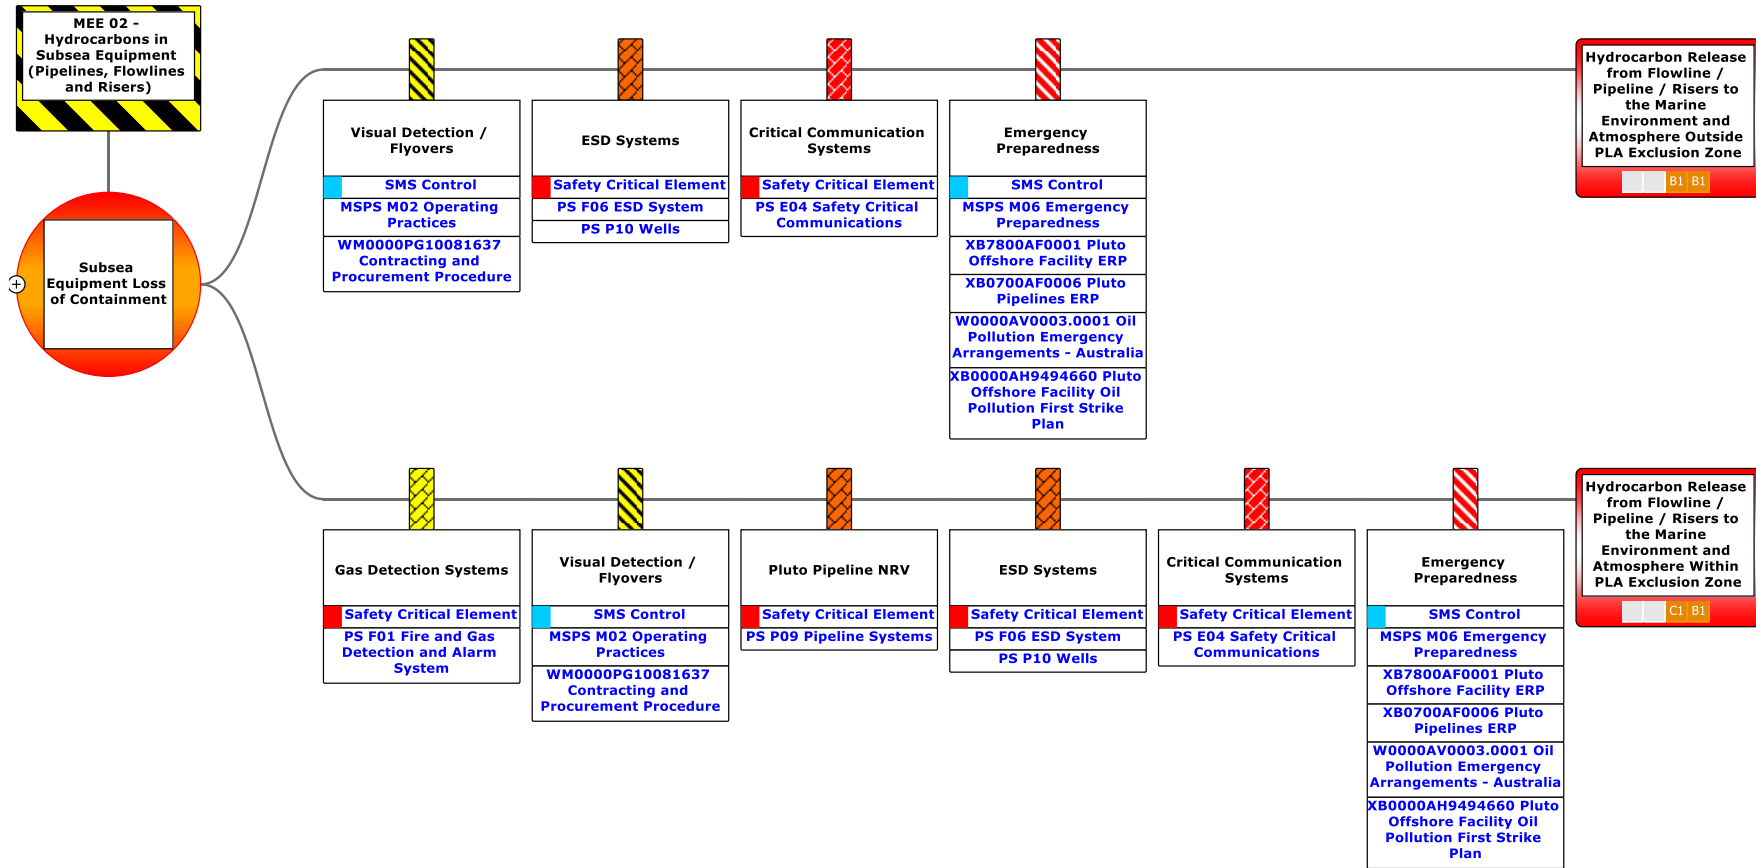 MEE 02 -
Hydrocarbons in
Subsea Equipment
(Pipelines, Flowlines
and Risers)
Subsea
Equipment Loss
of Containment
+
Visual Detection /
Flyovers
SMS Control
MSPS M02 Operating
Practices
WM0000PG10081637
Contracting and
Procurement Procedure
ESD Systems
Safety Critical Element
PS F06 ESD System
PS P10 Wells
Critical Communication
Systems
Safety Critical Element
PS E04 Safety Critical
Communications
Emergency
Preparedness
SMS Control
MSPS M06 Emergency
Preparedness
XB7800AF0001 Pluto
Offshore Facility ERP
XB0700AF0006 Pluto
Pipelines ERP
W0000AV0003.0001 Oil
Pollution Emergency
Arrangements - Australia
XB0000AH9494660 Pluto
Offshore Facility Oil
Pollution First Strike
Plan
Hydrocarbon Release
from Flowline /
Pipeline / Risers to
the Marine
Environment and
Atmosphere Outside
PLA Exclusion Zone
B1 B1
Gas Detection Systems
Safety Critical Element
PS F01 Fire and Gas
Detection and Alarm
System
Visual Detection /
Flyovers
SMS Control
MSPS M02 Operating
Practices
WM0000PG10081637
Contracting and
Procurement Procedure
Pluto Pipeline NRV
Safety Critical Element
PS P09 Pipeline Systems
ESD Systems
Safety Critical Element
PS F06 ESD System
PS P10 Wells
Critical Communication
Systems
Safety Critical Element
PS E04 Safety Critical
Communications
Emergency
Preparedness
SMS Control
MSPS M06 Emergency
Preparedness
XB7800AF0001 Pluto
Offshore Facility ERP
XB0700AF0006 Pluto
Pipelines ERP
W0000AV0003.0001 Oil
Pollution Emergency
Arrangements - Australia
XB0000AH9494660 Pluto
Offshore Facility Oil
Pollution First Strike
Plan
Hydrocarbon Release
from Flowline /
Pipeline / Risers to
the Marine
Environment and
Atmosphere Within
PLA Exclusion Zone
C1 B1